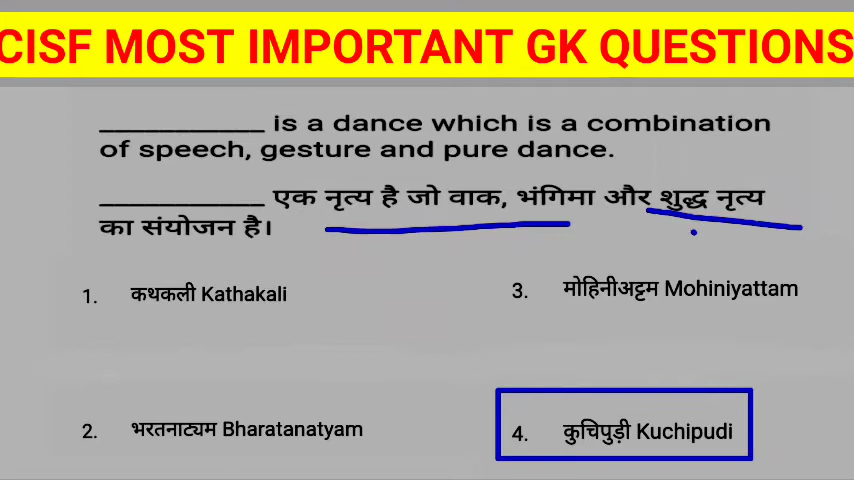 CISF MOST IMPORTANT GK QUESTIONS
____________ is a dance which is a combination
of speech, gesture and pure dance.
____________ एक नृत्य है जो वाक, भंगिमा और शुद्ध नृत्य
का संयोजन है।
1. कथकली Kathakali
3. मोहिनीअट्टम Mohiniyattam
2. भरतनाट्यम Bharatanatyam
4. कुचिपुड़ी Kuchipudi